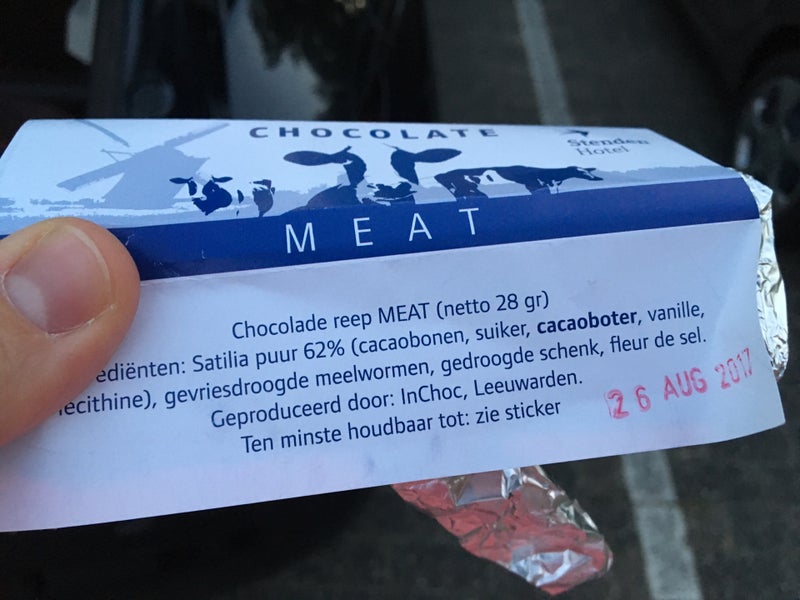 CHOCOLATE
Stenden
Hotel
MEAT
Chocolade reep MEAT (netto 28 gr)
ediënten: Satilia puur 62% (cacaobonen, suiker, cacaoboter, vanille,
lecithine), gevriesdroogde meelwormen, gedroogde schenk, fleur de sel.
Geproduceerd door: InChoc, Leeuwarden.
Ten minste houdbaar tot: zie sticker
26 AUG 2017